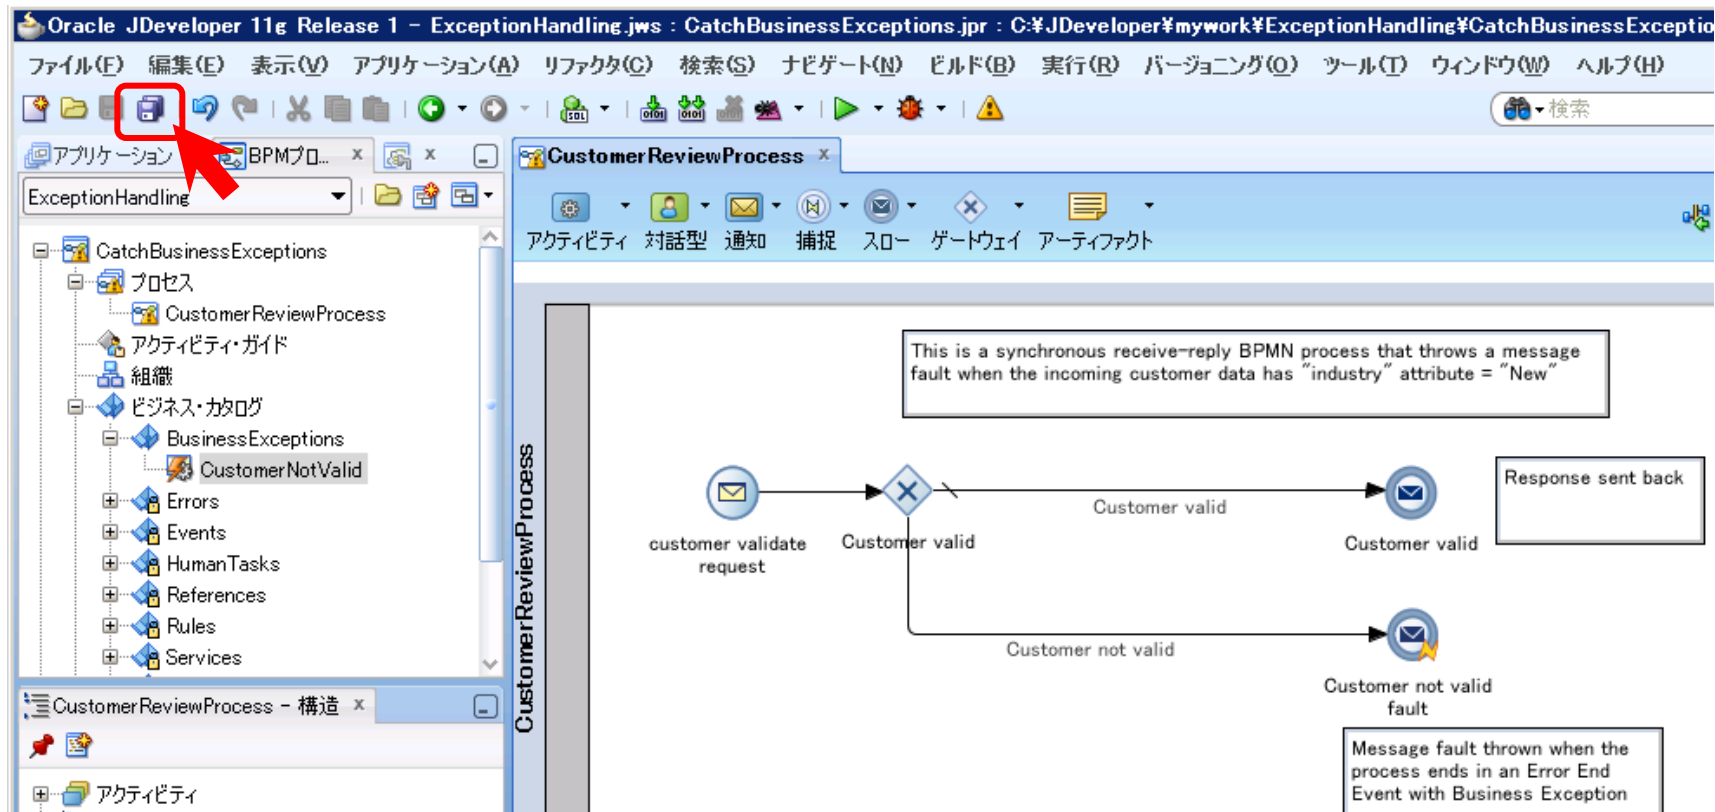 Oracle JDeveloper 11g Release 1 - ExceptionHandling.jws : CatchBusinessExceptions.jpr : C:¥JDeveloper¥mywork¥ExceptionHandling¥CatchBusinessExceptio
ファイル(F) 編集(E) 表示(V) アプリケーション(A) リファクタ(C) 検索(S) ナビゲート(N) ビルド(B) 実行(R) バージョニング(O) ツール(T) ウィンドウ(W) ヘルプ(H)
検索
アプリケーション BPMプロ... x x
CustomerReviewProcess x
ExceptionHandling
アクティビティ 対話型 通知 捕捉 スロー ゲートウェイ アーティファクト
CatchBusinessExceptions
プロセス
CustomerReviewProcess
アクティビティ・ガイド
組織
ビジネス・カタログ
BusinessExceptions
CustomerNotValid
Errors
Events
HumanTasks
References
Rules
Services
CustomerReviewProcess - 構造 x
アクティビティ
CustomerReviewProcess
This is a synchronous receive-reply BPMN process that throws a message
fault when the incoming customer data has "industry" attribute = "New"
customer validate
request
Customer valid
Customer valid
Customer valid
Response sent back
Customer not valid
Customer not valid
fault
Message fault thrown when the
process ends in an Error End
Event with Business Exception